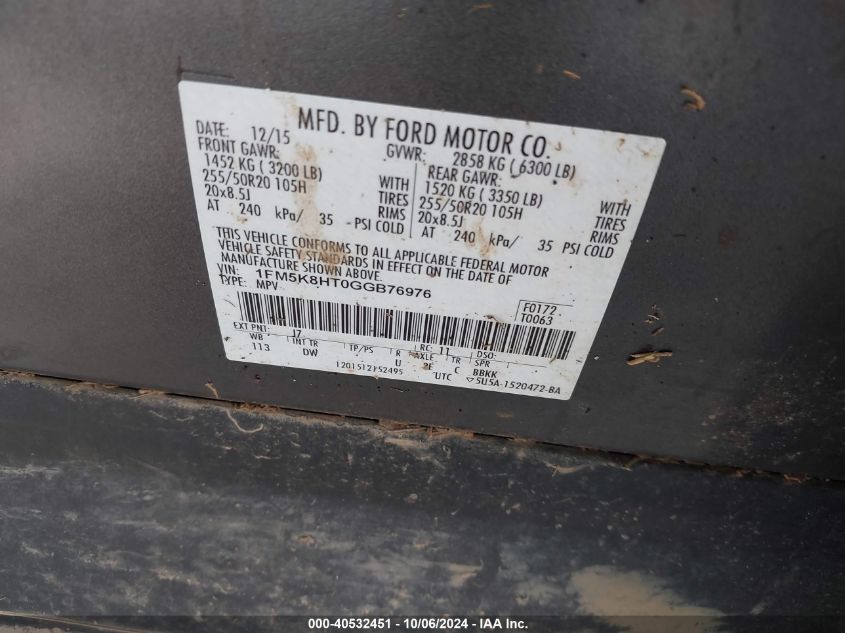 MFD. BY FORD MOTOR CO.
DATE: 12/15 GVWR: 2858 KG ( 6300 LB)
FRONT GAWR: REAR GAWR:
1452 KG ( 3200 LB) WITH 1520 KG ( 3350 LB) WITH
255/50R20 105H TIRES 255/50R20 105H TIRES
20x8.5J RIMS 20x8.5J RIMS
AT 240 kPa/ 35 PSI COLD AT 240 kPa/ 35 PSI COLD
THIS VEHICLE CONFORMS TO ALL APPLICABLE FEDERAL MOTOR
VEHICLE SAFETY STANDARDS IN EFFECT ON THE DATE OF
MANUFACTURE SHOWN ABOVE.
VIN: 1FM5K8HT0GGB76976
TYPE: MPV
F0172
T0063
EXT PNT: 17 RC: 11 DSO:
WB INT TR TP/PS R AXLE TR SPR
113 DW U C BBKK
UTC ▽5U5A-1520472-BA
000-40532451 - 10/06/2024 - IAA Inc.